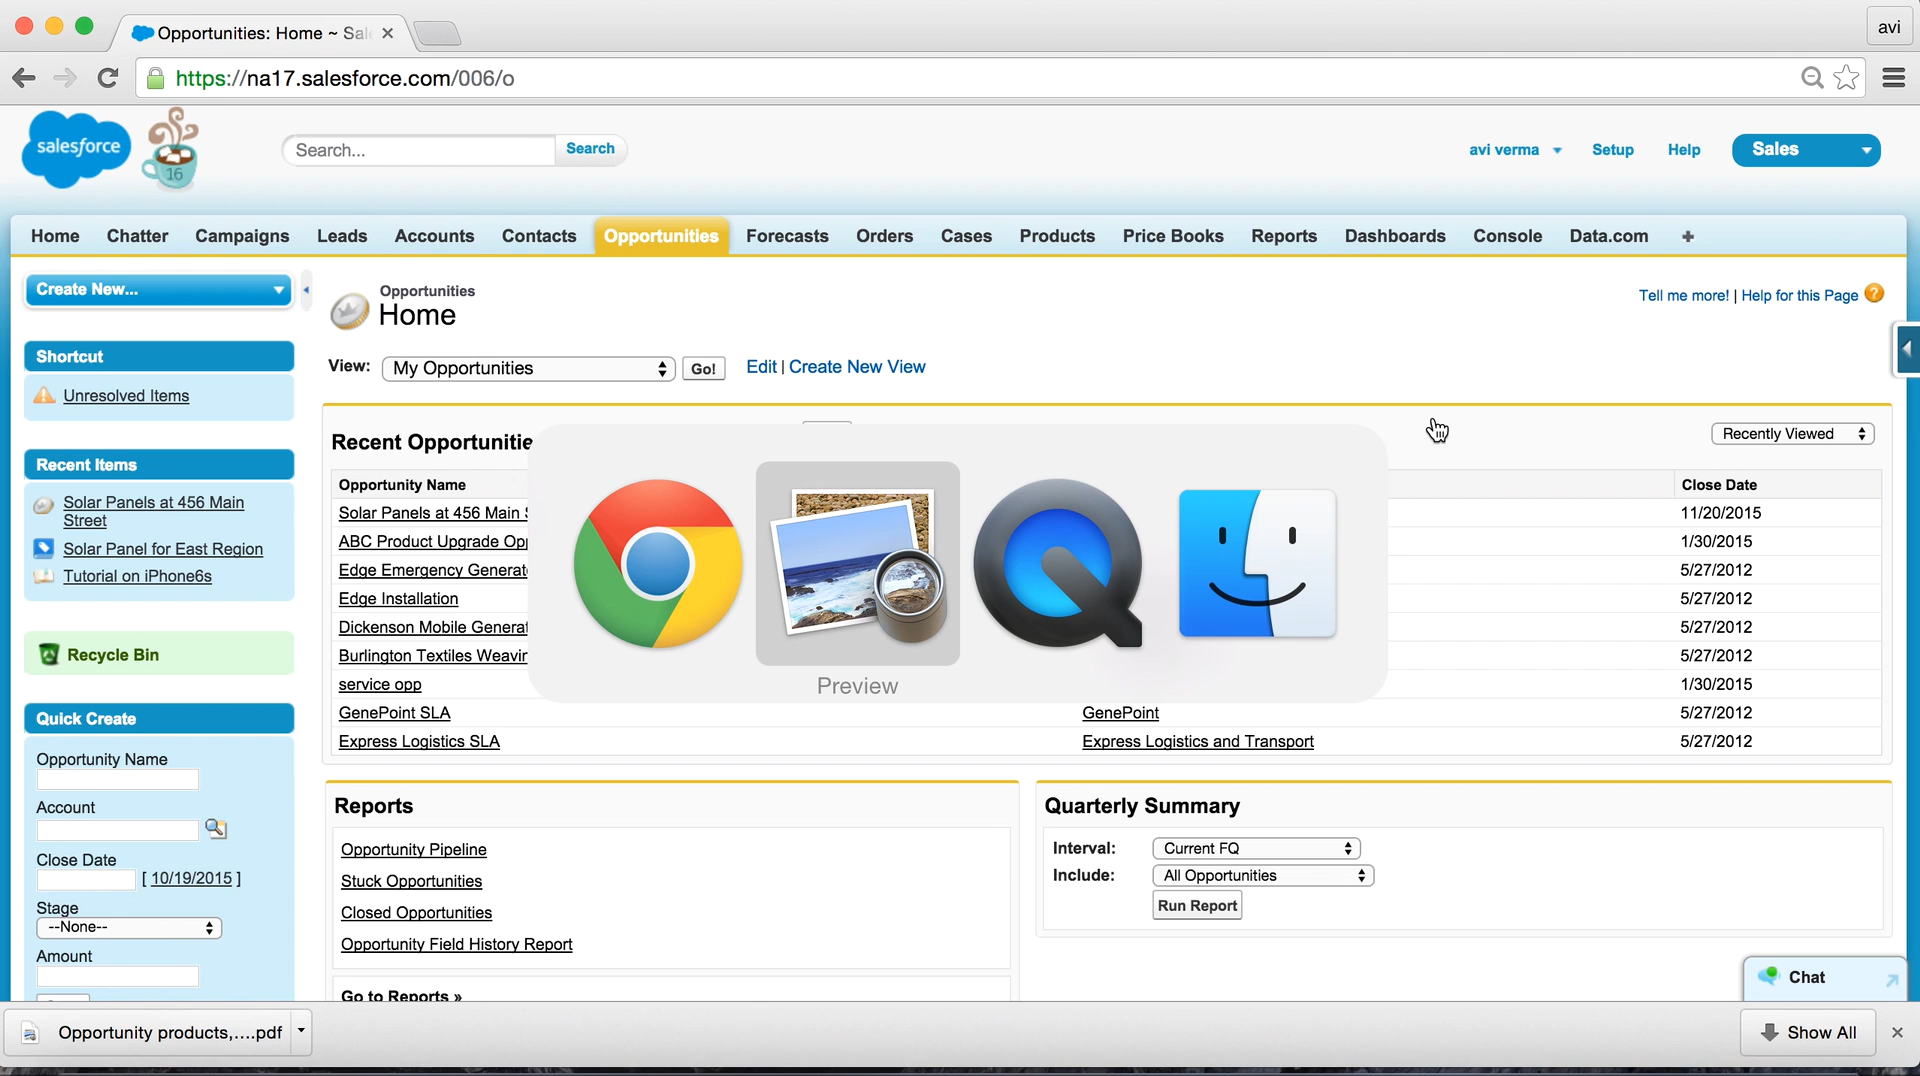 Opportunities: Home ~ Sal
avi
https://na17.salesforce.com/006/o
salesforce
16
Search...
Search
avi verma
Setup
Help
Sales
Home
Chatter
Campaigns
Leads
Accounts
Contacts
Opportunities
Forecasts
Orders
Cases
Products
Price Books
Reports
Dashboards
Console
Data.com
+
Create New...
Opportunities
Home
Tell me more! | Help for this Page
?
View:
My Opportunities
Go!
Edit | Create New View
Shortcut
Unresolved Items
Recent Items
Solar Panels at 456 Main
Street
Solar Panel for East Region
Tutorial on iPhone6s
Recycle Bin
Quick Create
Opportunity Name
Account
Close Date
[ 10/19/2015 ]
Stage
--None--
Amount
Recent Opportunitie
Recently Viewed
Opportunity Name
Close Date
Solar Panels at 456 Main
11/20/2015
ABC Product Upgrade Opp
1/30/2015
Edge Emergency Generat
5/27/2012
Edge Installation
5/27/2012
Dickenson Mobile Generat
5/27/2012
Burlington Textiles Weavin
5/27/2012
service opp
1/30/2015
GenePoint SLA
GenePoint
5/27/2012
Express Logistics SLA
Express Logistics and Transport
5/27/2012
Preview
Reports
Opportunity Pipeline
Stuck Opportunities
Closed Opportunities
Opportunity Field History Report
Go to Reports »
Quarterly Summary
Interval:
Current FQ
Include:
All Opportunities
Run Report
Chat
Opportunity products,....pdf
Show All